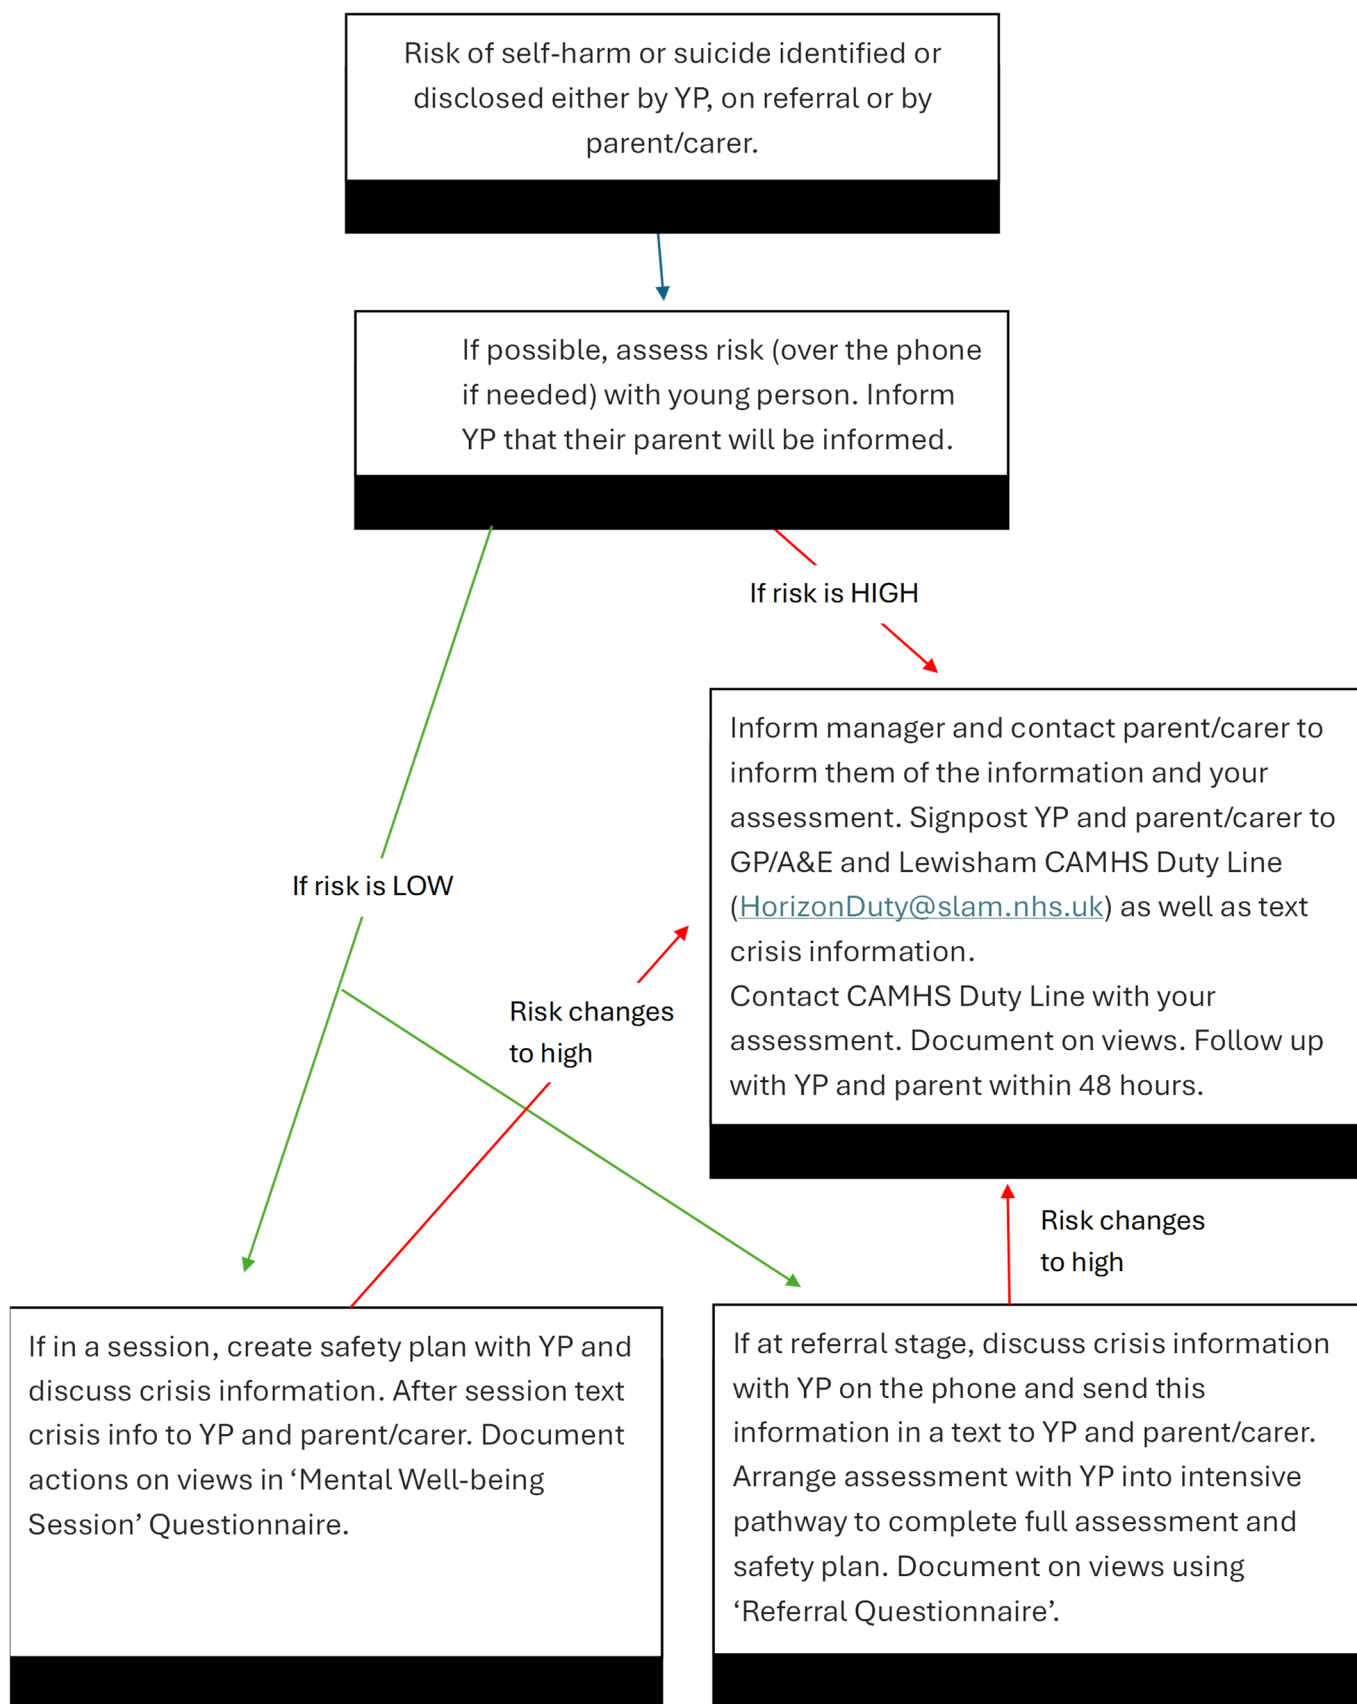 Risk of self-harm or suicide identified or
disclosed either by YP, on referral or by
parent/carer.
If possible, assess risk (over the phone
if needed) with young person. Inform
YP that their parent will be informed.
If risk is HIGH
Inform manager and contact parent/carer to
inform them of the information and your
assessment. Signpost YP and parent/carer to
GP/A&E and Lewisham CAMHS Duty Line
(HorizonDuty@slam.nhs.uk) as well as text
crisis information.
Contact CAMHS Duty Line with your
assessment. Document on views. Follow up
with YP and parent within 48 hours.
If risk is LOW
Risk changes
to high
Risk changes
to high
If in a session, create safety plan with YP and
discuss crisis information. After session text
crisis info to YP and parent/carer. Document
actions on views in ‘Mental Well-being
Session’ Questionnaire.
If at referral stage, discuss crisis information
with YP on the phone and send this
information in a text to YP and parent/carer.
Arrange assessment with YP into intensive
pathway to complete full assessment and
safety plan. Document on views using
‘Referral Questionnaire’.